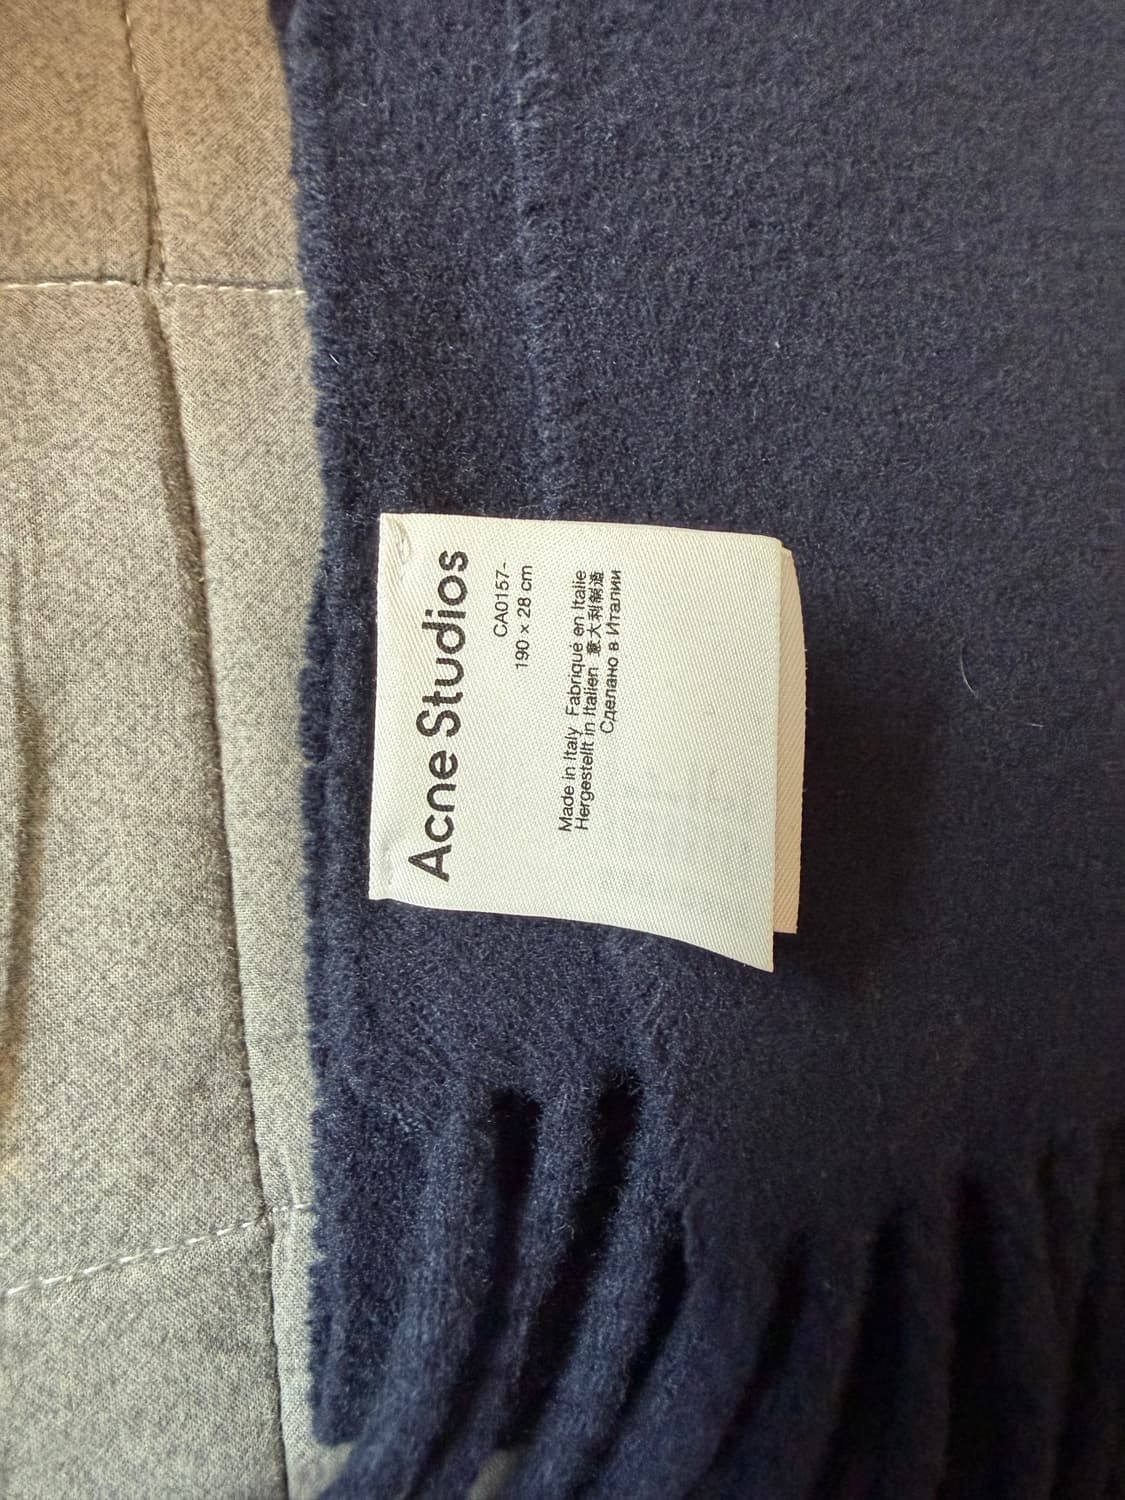 Acne Studios
CA0157-
190 x 28 cm
Made in Italy Fabriqué en Italie
Hergestellt in Italien 意大利制造
Сделано в Италии